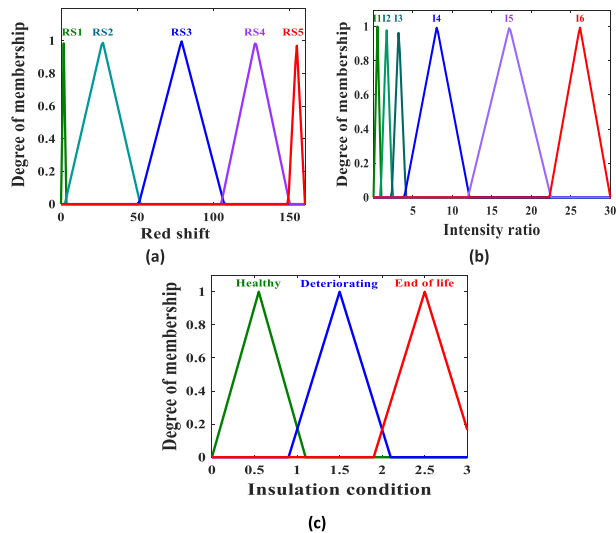 RS1 RS2 RS3 RS4 RS5
1
0.8
0.6
0.4
0.2
0
0 50 100 150
Degree of membership
Red shift
(a)
I1 I2 I3 I4 I5 I6
1
0.8
0.6
0.4
0.2
0
5 10 15 20 25 30
Degree of membership
Intensity ratio
(b)
Healthy Deteriorating End of life
1
0.8
0.6
0.4
0.2
0
0 0.5 1 1.5 2 2.5 3
Degree of membership
Insulation condition
(c)